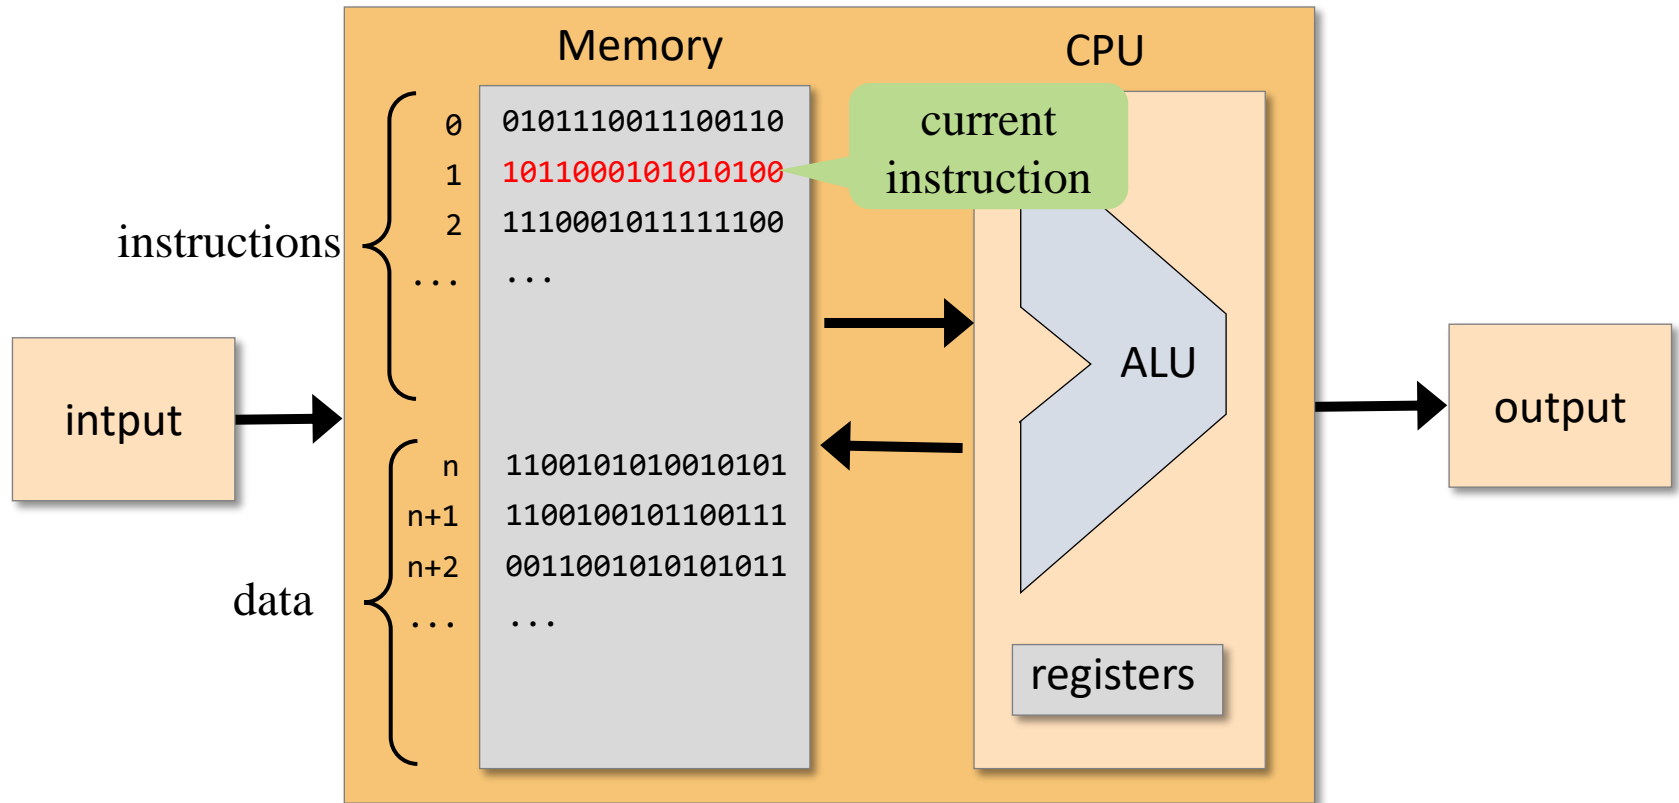 Memory
CPU
0 0101110011100110
current
1 1011000101010100
instruction
2 1110001011111100
instructions
... ...
intput
ALU
output
n 1100101010010101
n+1 1100100101100111
n+2 0011001010101011
data
... ...
registers